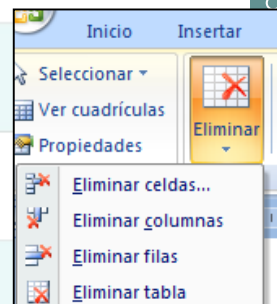 Inicio Insertar
Seleccionar
Ver cuadrículas
Propiedades
Eliminar
Eliminar celdas...
Eliminar columnas
Eliminar filas
Eliminar tabla